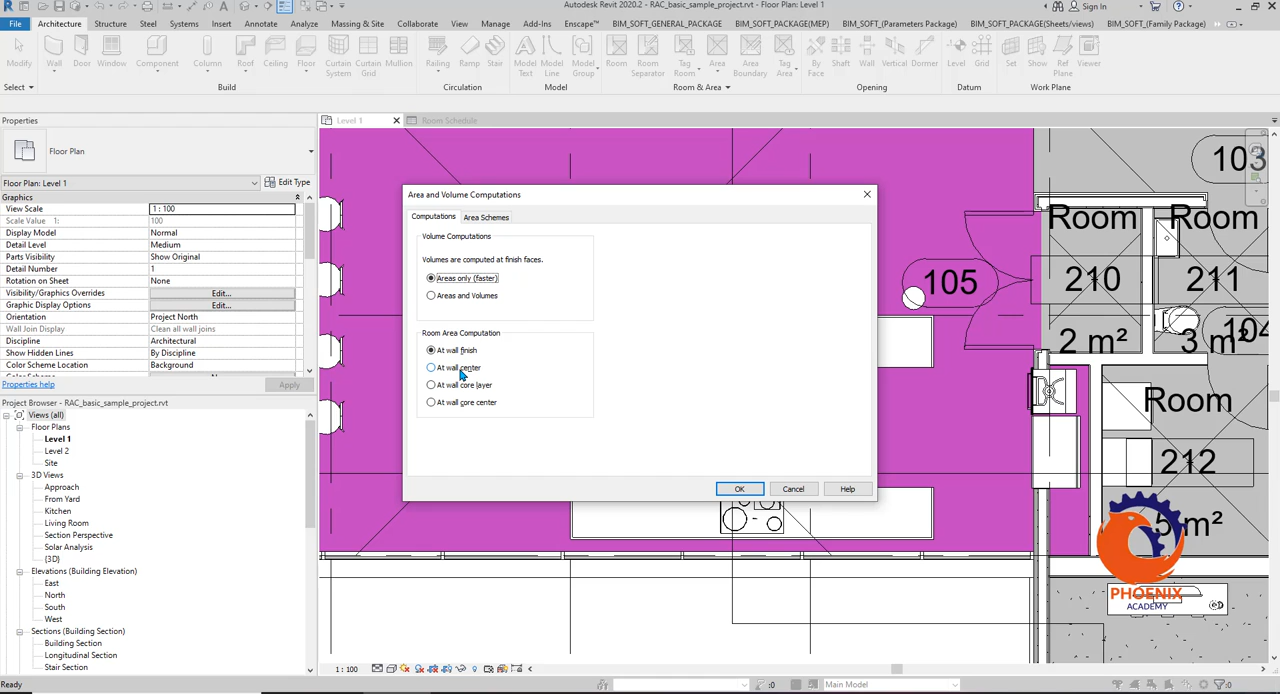 Autodesk Revit 2020.2 - RAC_basic_sample_project.rvt - Floor Plan: Level 1
Sign In
File Architecture Structure Steel Systems Insert Annotate Analyze Massing & Site Collaborate View Manage Add-Ins Enscape™ BIM_SOFT_GENERAL_PACKAGE BIM_SOFT_PACKAGE(MEP) BIM_SOFT_(Parameters Package) BIM_SOFT_PACKAGE(Sheets/views) BIM_SOFT_(Family Package)
Modify Wall Door Window Component Column Roof Ceiling Floor Curtain System Curtain Grid Mullion Railing Ramp Stair Model Text Model Line Model Group Room Room Separator Tag Room Area Area Boundary Tag Area By Face Shaft Wall Vertical Dormer Level Grid Set Show Ref Plane Viewer
Select Build Circulation Model Room & Area Opening Datum Work Plane
Properties
Level 1 Room Schedule
Floor Plan
Floor Plan: Level 1 Edit Type
Graphics
View Scale 1 : 100
Scale Value 1: 100
Display Model Normal
Detail Level Medium
Parts Visibility Show Original
Detail Number 1
Rotation on Sheet None
Visibility/Graphics Overrides Edit...
Graphic Display Options Edit...
Orientation Project North
Wall Join Display Clean all wall joins
Discipline Architectural
Show Hidden Lines By Discipline
Color Scheme Location Background
Properties help Apply
Project Browser - RAC_basic_sample_project.rvt
Views (all)
Floor Plans
Level 1
Level 2
Site
3D Views
Approach
From Yard
Kitchen
Living Room
Section Perspective
Solar Analysis
{3D}
Elevations (Building Elevation)
East
North
South
West
Sections (Building Section)
Building Section
Longitudinal Section
Stair Section
Area and Volume Computations
Computations Area Schemes
Volume Computations
Volumes are computed at finish faces.
Areas only (faster)
Areas and Volumes
Room Area Computation
At wall finish
At wall center
At wall core layer
At wall core center
OK Cancel Help
103
Room Room
105
210 211
104
2 m² 3 m²
Room
212
5 m²
PHOENIX
ACADEMY
1 : 100
Ready
:0
Main Model
:0